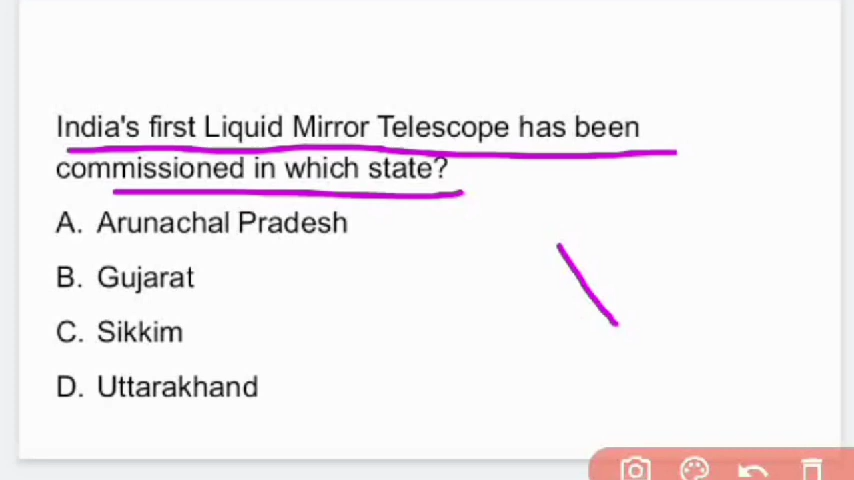 India's first Liquid Mirror Telescope has been
commissioned in which state?
A. Arunachal Pradesh
B. Gujarat
C. Sikkim
D. Uttarakhand